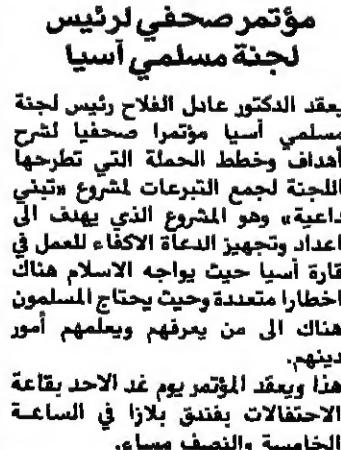 مؤتمر صحفي لرئيس
لجنة مسلمي آسيا
يعقد الدكتور عادل الفلاح رئيس لجنة
مسلمي آسيا مؤتمرا صحفيا لشرح
أهداف وخطط الحملة التي تطرحها
اللجنة لجمع التبرعات لمشروع «تبني
داعية» وهو المشروع الذي يهدف الى
اعداد وتجهيز الدعاة الاكفاء للعمل في
قارة آسيا حيث يواجه الاسلام هناك
اخطارا متعددة وحيث يحتاج المسلمون
هناك الى من يعرفهم ويعلمهم أمور
دينهم.
هذا ويعقد المؤتمر يوم غد الاحد بقاعة
الاحتفالات بفندق بلازا في الساعة
الخامسة والنصف مساء.